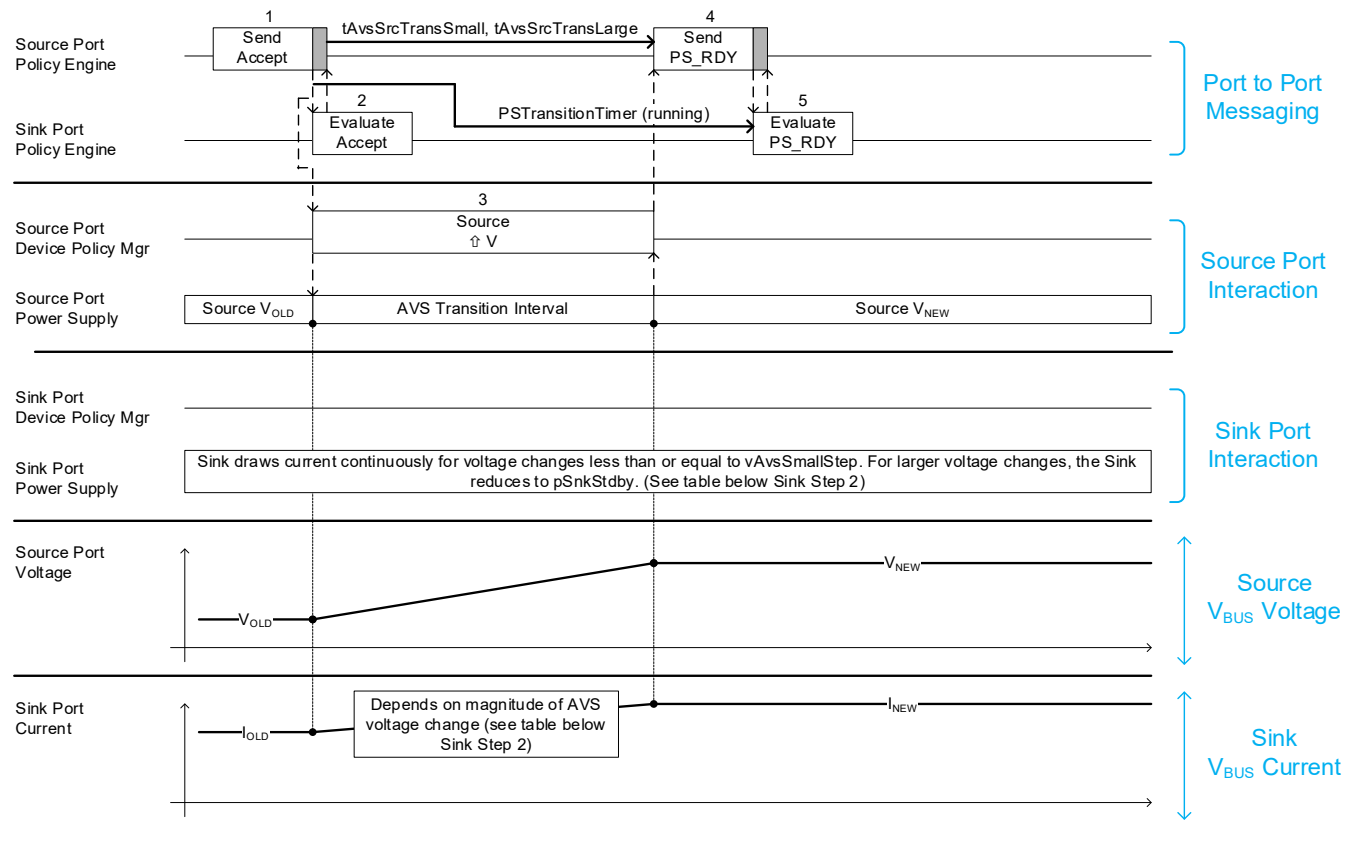 1
Send
Accept
tAvsSrcTransSmall, tAvsSrcTransLarge
4
Send
PS_RDY
Source Port
Policy Engine
2
Evaluate
Accept
PSTransitionTimer (running)
5
Evaluate
PS_RDY
Sink Port
Policy Engine
Port to Port
Messaging
3
Source
⇧ V
Source Port
Device Policy Mgr
Source Port
Power Supply
Source VOLD
AVS Transition Interval
Source VNEW
Source Port
Interaction
Sink Port
Device Policy Mgr
Sink Port
Power Supply
Sink draws current continuously for voltage changes less than or equal to vAvsSmallStep. For larger voltage changes, the Sink
reduces to pSnkStdby. (See table below Sink Step 2)
Sink Port
Interaction
Source Port
Voltage
VOLD
VNEW
Source
VBUS Voltage
Sink Port
Current
IOLD
Depends on magnitude of AVS
voltage change (see table below
Sink Step 2)
INEW
Sink
VBUS Current